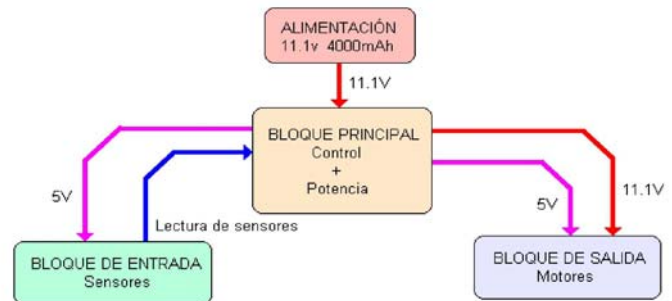 ALIMENTACIÓN
11.1v 4000mAh
11.1V
BLOQUE PRINCIPAL
Control
+
Potencia
5V
Lectura de sensores
5V
11.1V
BLOQUE DE ENTRADA
Sensores
BLOQUE DE SALIDA
Motores